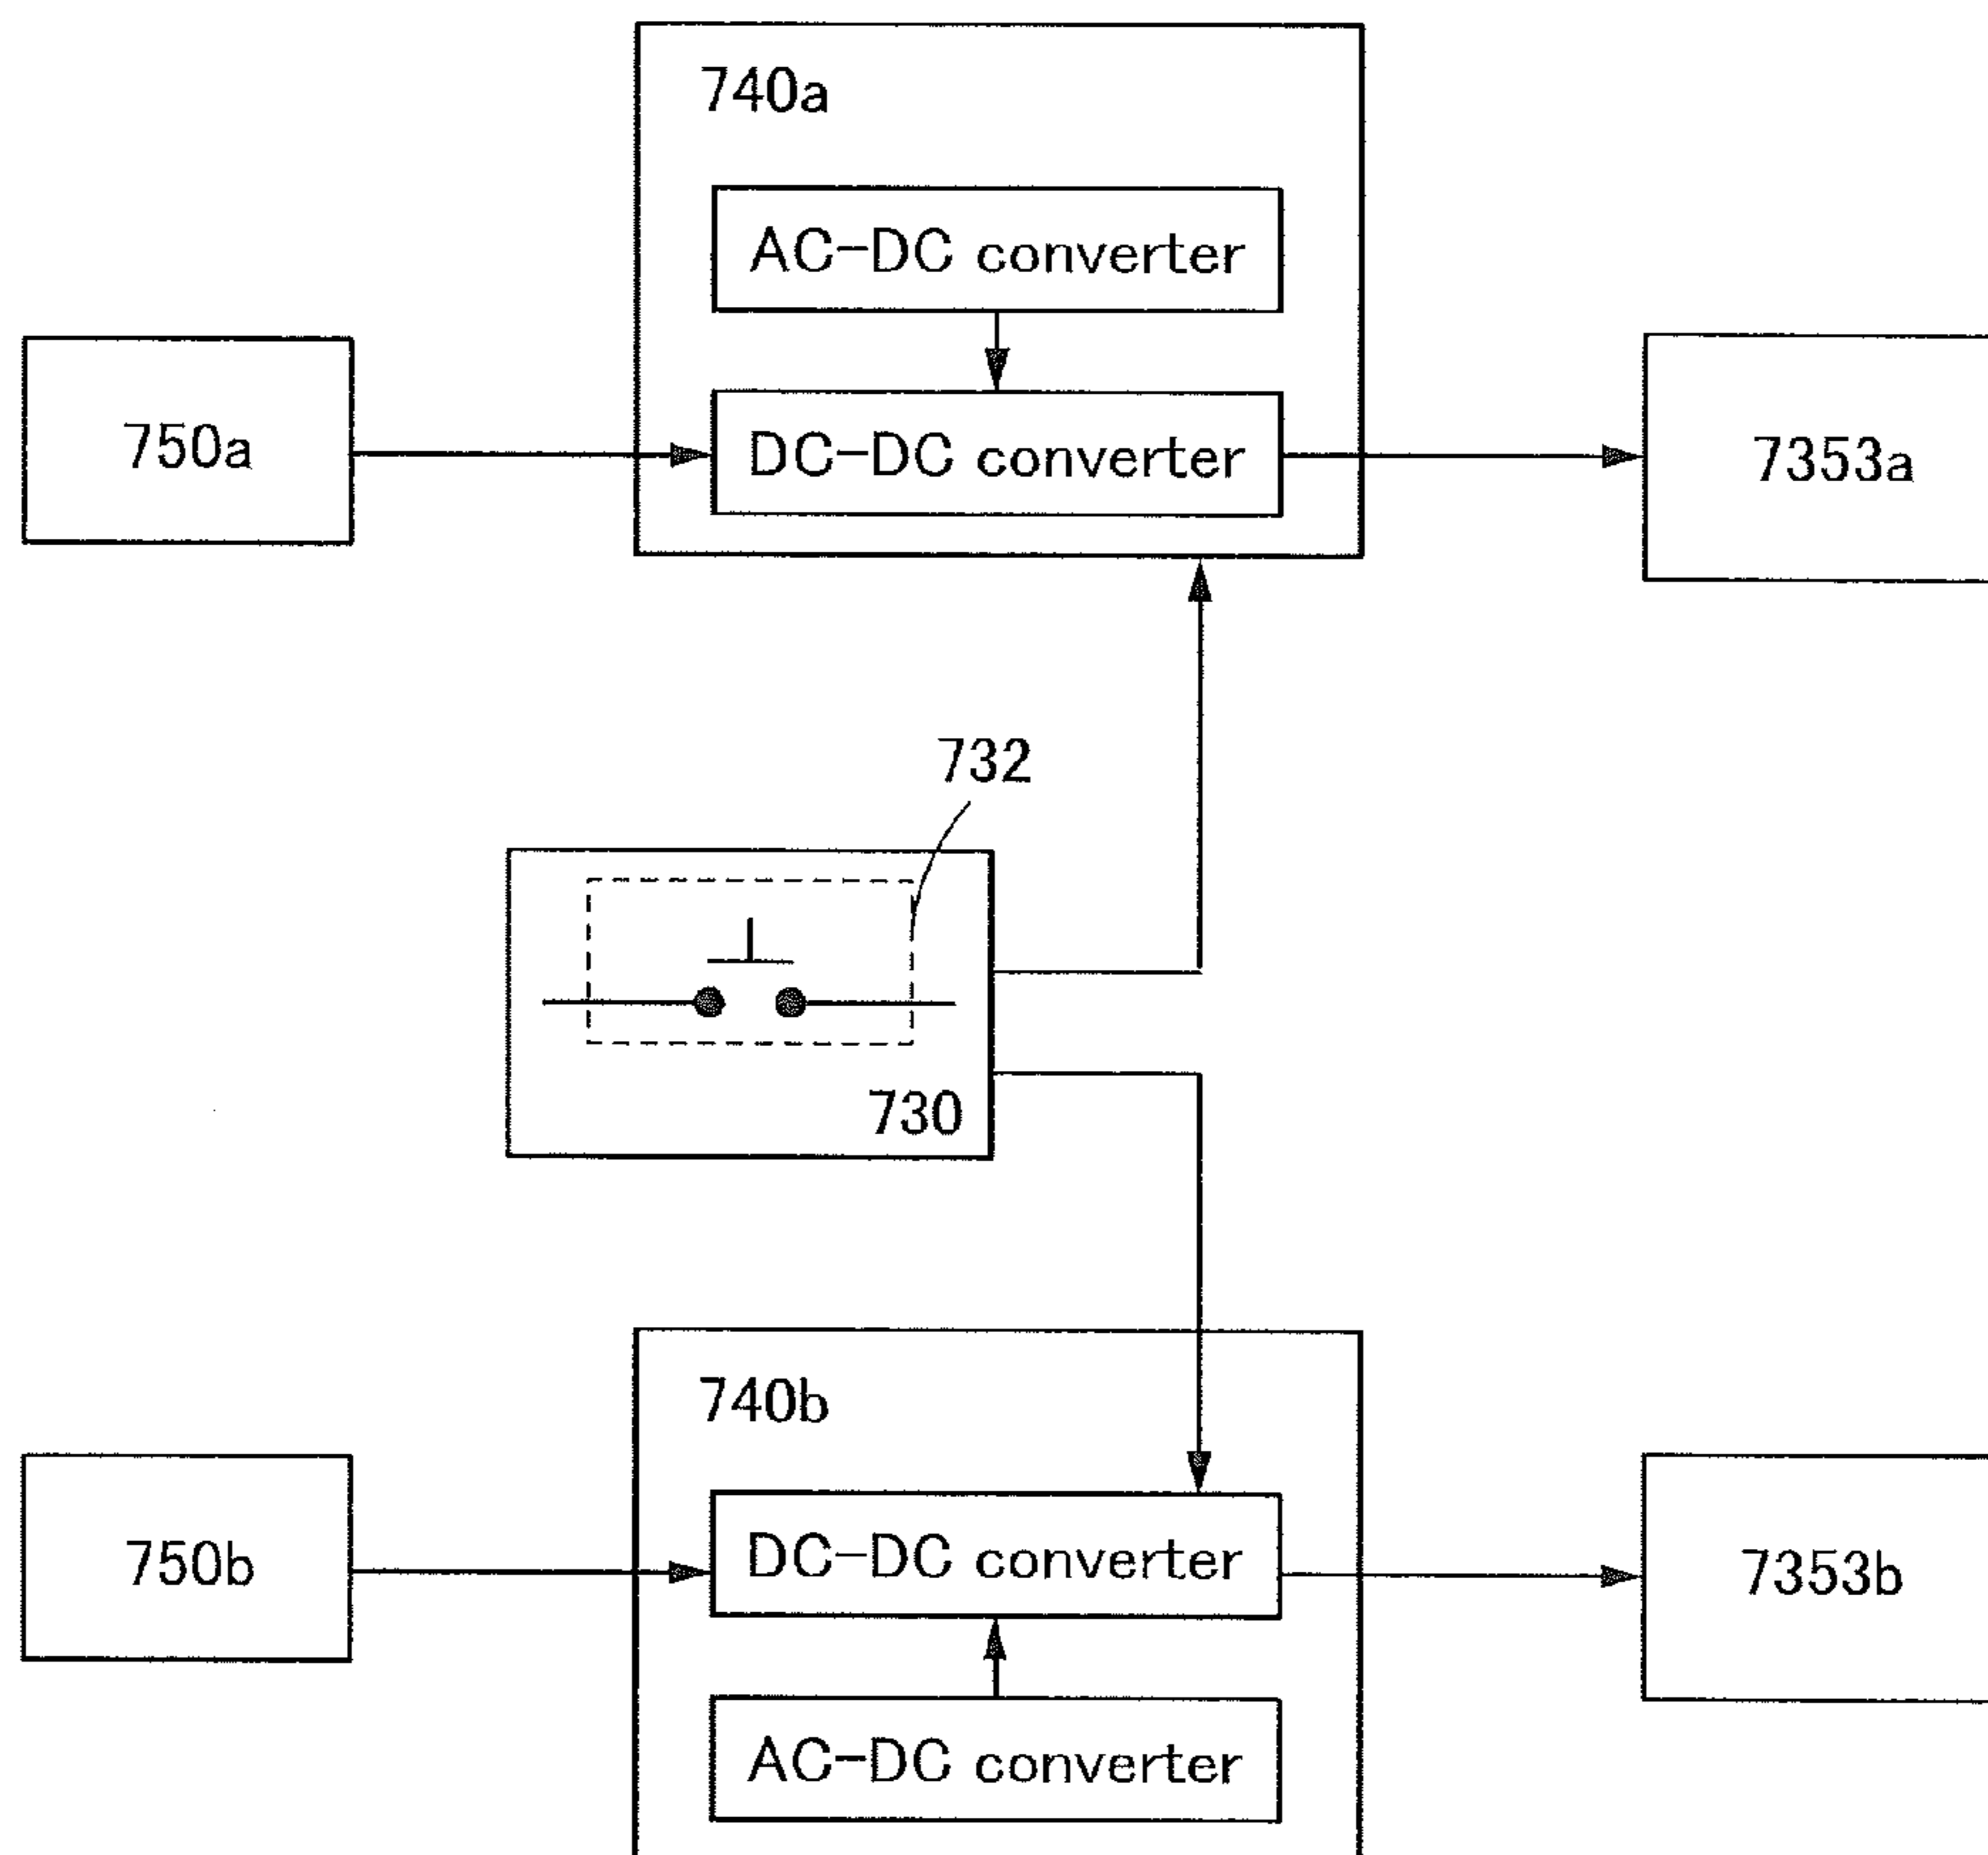 740a
AC-DC converter
750a
DC-DC converter
7353a
732
730
740b
750b
DC-DC converter
7353b
AC-DC converter